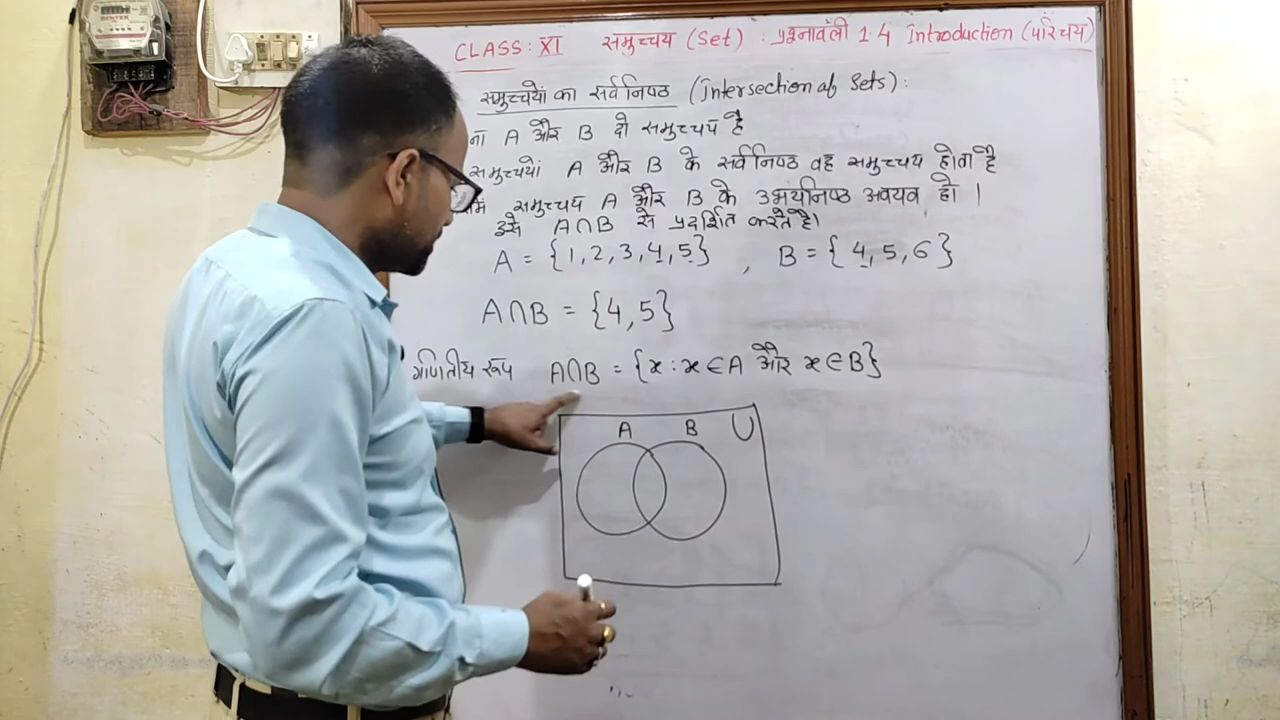 CLASS: XI समुच्चय (Set) : प्रश्नावली 1.4 Introduction (परिचय)
समुच्चयों का सर्वनिष्ठ (Intersection of Sets) :
A और B दो समुच्चय है
समुच्चयों A और B के सर्वनिष्ठ वह समुच्चय होता है
समुच्चय A और B के उभयनिष्ठ अवयव हो ।
इसे A∩B से प्रदर्शित करते है।
A = {1,2,3,4,5} , B = {4,5,6}
A∩B = {4,5}
गणितीय रूप A∩B = {x : x ∈ A और x ∈ B}
A B U